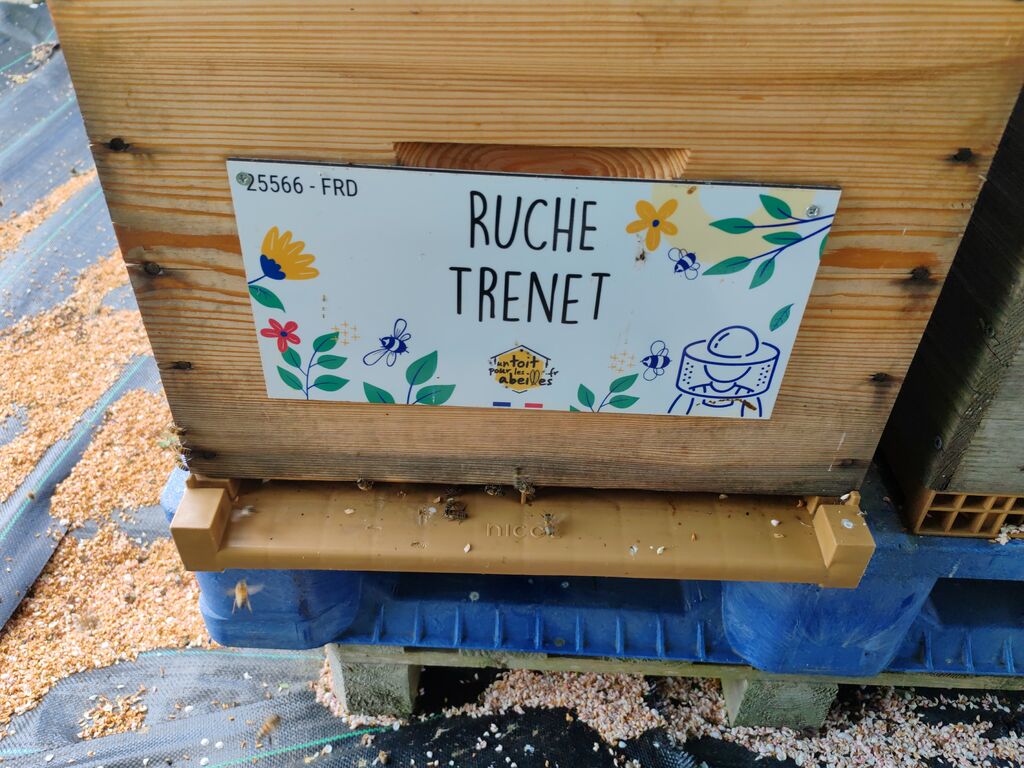 25566 - FRD
RUCHE
TRENET
un toit
pour les .fr
abeilles
nicot